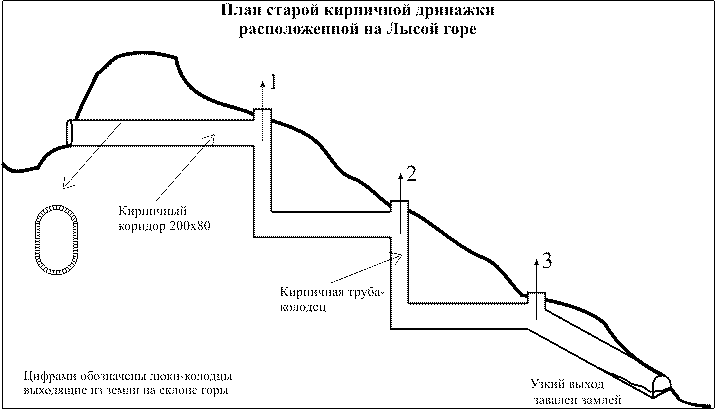 План старой кирпичной дринажки
расположенной на Лысой горе
1
2
3
Кирпичный
коридор 200х80
Кирпичная труба-
колодец
Цифрами обозначены люки-колодцы
выходящие из земли на склоне горы
Узкий выход
завален замлей